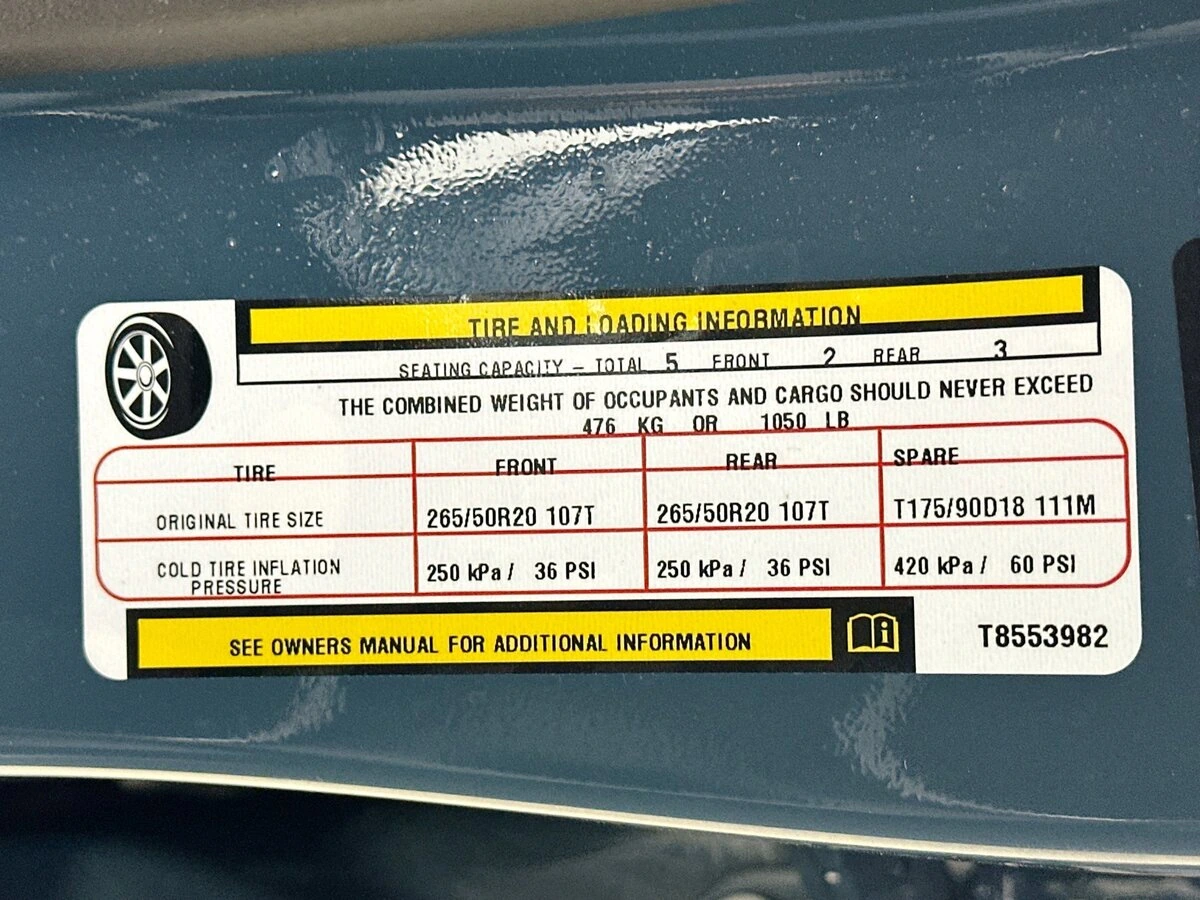 TIRE AND LOADING INFORMATION
SEATING CAPACITY – TOTAL 5 FRONT 2 REAR 3
THE COMBINED WEIGHT OF OCCUPANTS AND CARGO SHOULD NEVER EXCEED
476 KG OR 1050 LB
TIRE FRONT REAR SPARE
ORIGINAL TIRE SIZE 265/50R20 107T 265/50R20 107T T175/90D18 111M
COLD TIRE INFLATION PRESSURE 250 kPa / 36 PSI 250 kPa / 36 PSI 420 kPa / 60 PSI
SEE OWNERS MANUAL FOR ADDITIONAL INFORMATION
T8553982